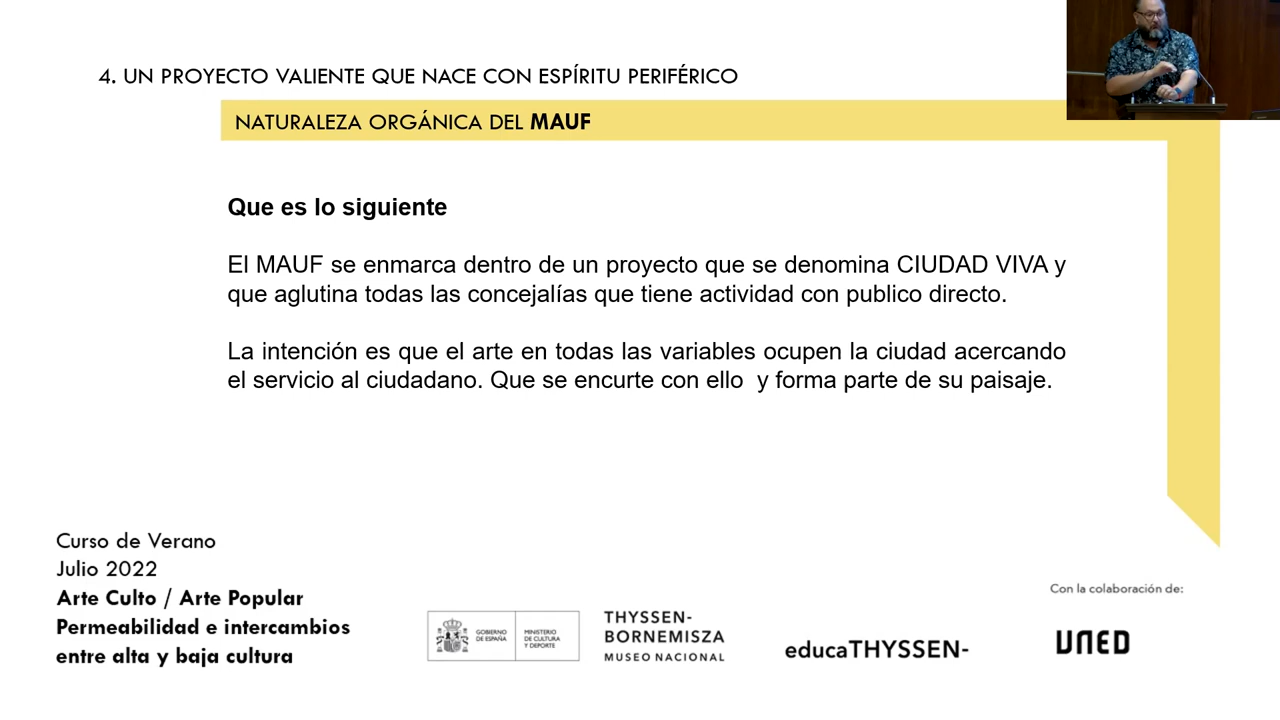 4. UN PROYECTO VALIENTE QUE NACE CON ESPÍRITU PERIFÉRICO
NATURALEZA ORGÁNICA DEL MAUF
Que es lo siguiente
El MAUF se enmarca dentro de un proyecto que se denomina CIUDAD VIVA y
que aglutina todas las concejalías que tiene actividad con publico directo.
La intención es que el arte en todas las variables ocupen la ciudad acercando
el servicio al ciudadano. Que se encurte con ello  y forma parte de su paisaje.
Curso de Verano
Julio 2022
Arte Culto / Arte Popular
Permeabilidad e intercambios
entre alta y baja cultura
GOBIERNO
DE ESPAÑA
MINISTERIO
DE CULTURA
Y DEPORTE
THYSSEN-
BORNEMISZA
MUSEO NACIONAL
educaTHYSSEN-
Con la colaboración de:
UNED